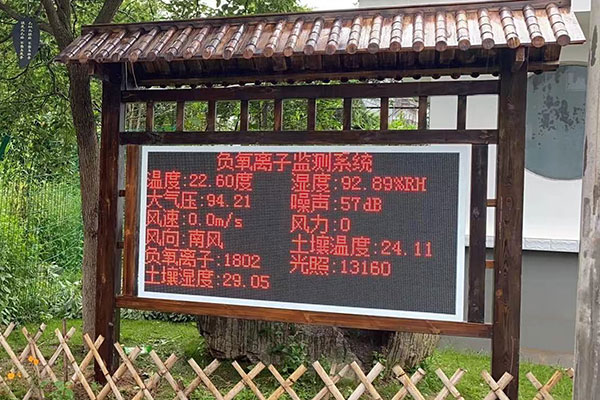 负氧离子监测系统
温度:22.60度 湿度:92.89%RH
大气压:94.21 噪声:57dB
风速:0.0m/s 风力:0
风向:南风 土壤温度:24.11
负氧离子:1802 光照:13160
土壤湿度:29.05